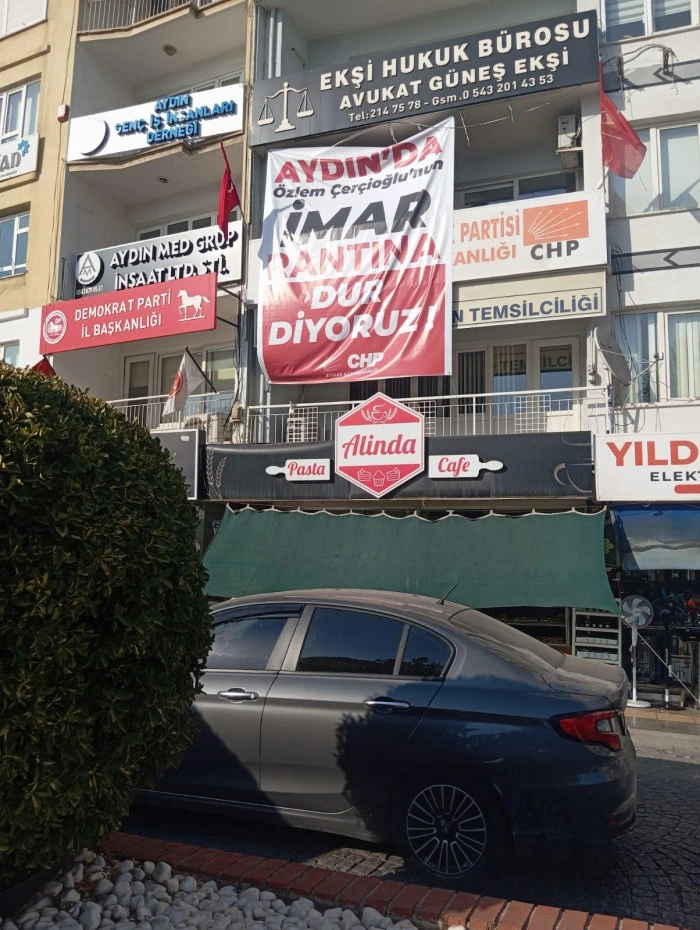 EKŞİ HUKUK BÜROSU
AVUKAT GÜNEŞ EKŞİ
Tel: 214 75 78 - Gsm. 0 543 201 43 53
AYDIN
GENÇ İŞ İNSANLARI
DERNEĞİ
AYDIN MED GRUP
İNŞAAT LTD. ŞTİ.
DEMOKRAT PARTİ
İL BAŞKANLIĞI
AYDIN'DA
Özlem Çerçioğlu'nun
İMAR
RANTINA
DUR
DİYORUZ!
CHP
PARTİSİ
CHP
N TEMSİLCİLİĞİ
Alinda
Pasta
Cafe
YILD
ELEKT